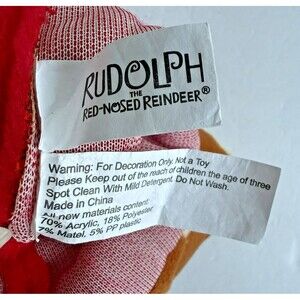 RUDOLPH
THE
RED-NOSED REINDEER®
Warning: For Decoration Only. Not a Toy
Please Keep out of the reach of children the age of three
Spot Clean With Mild Detergent. Do Not Wash.
Made in China
All new materials content:
70% Acrylic, 18% Polyester
7% Matel, 5% PP plastic